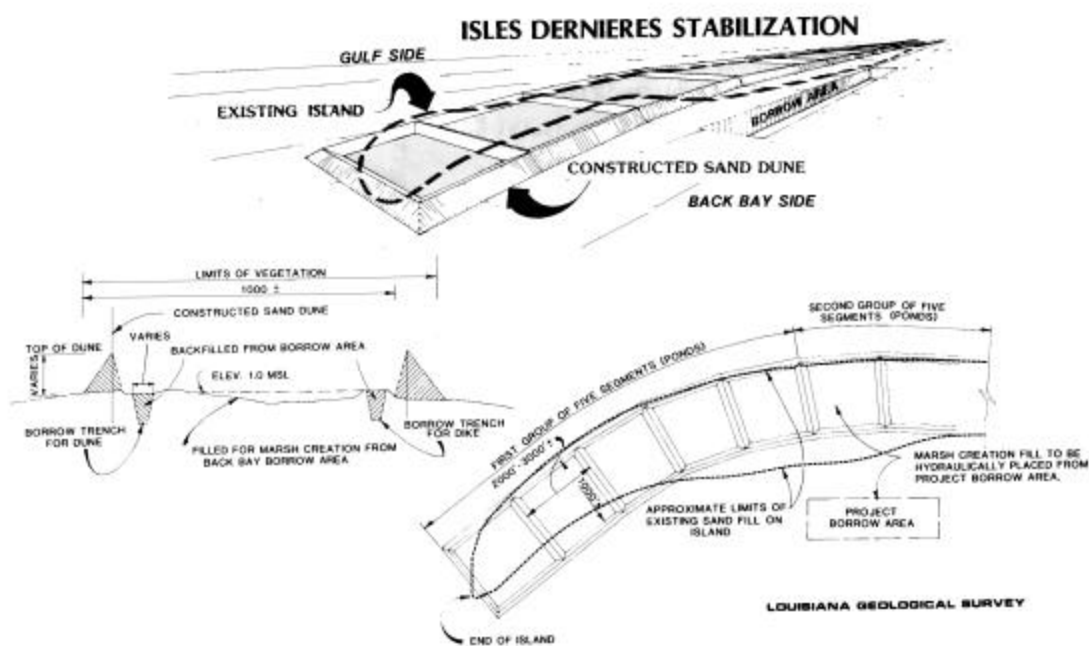 ISLES DERNIERES STABILIZATION
GULF SIDE
EXISTING ISLAND
BORROW AREA
CONSTRUCTED SAND DUNE
BACK BAY SIDE
LIMITS OF VEGETATION
1000 ±
CONSTRUCTED SAND DUNE
VARIES
TOP OF DUNE
BACKFILLED FROM BORROW AREA
VARIES
ELEV. 1.0 MSL
BORROW TRENCH
FOR DUNE
FILLED FOR MARSH CREATION FROM
BACK BAY BORROW AREA
BORROW TRENCH
FOR DIKE
SECOND GROUP OF FIVE
SEGMENTS (PONDS)
FIRST GROUP OF FIVE SEGMENTS (PONDS)
2000'-3000'±
1000'±
MARSH CREATION FILL TO BE
HYDRAULICALLY PLACED FROM
PROJECT BORROW AREA.
APPROXIMATE LIMITS OF
EXISTING SAND FILL ON
ISLAND
PROJECT
BORROW AREA
LOUISIANA GEOLOGICAL SURVEY
END OF ISLAND